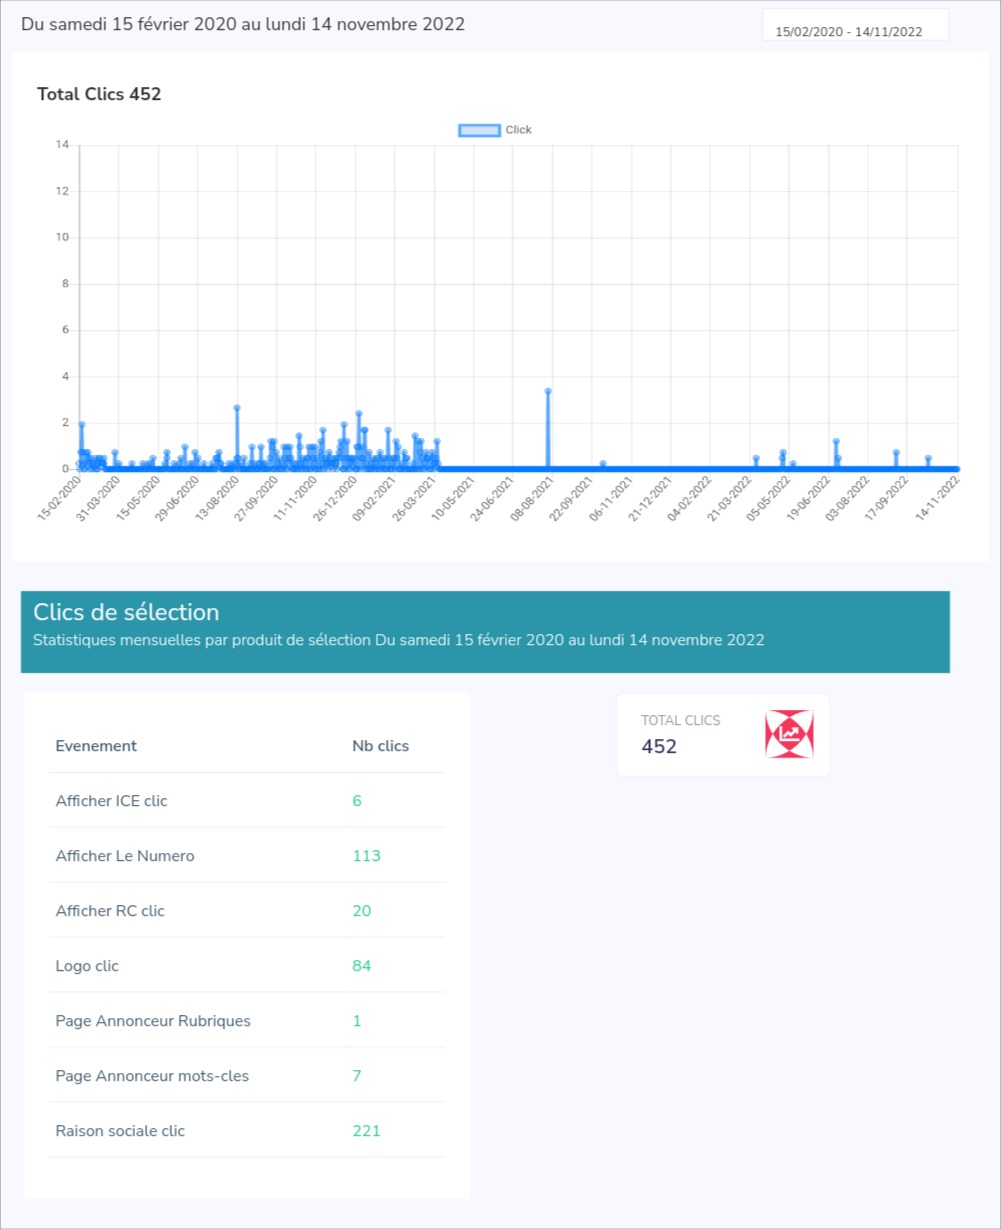 Du samedi 15 février 2020 au lundi 14 novembre 2022
15/02/2020 - 14/11/2022
Total Clics 452
Click
14
12
10
8
6
4
2
0
15-02-2020
31-03-2020
15-05-2020
29-06-2020
13-08-2020
27-09-2020
11-11-2020
26-12-2020
09-02-2021
26-03-2021
10-05-2021
24-06-2021
08-08-2021
22-09-2021
06-11-2021
21-12-2021
04-02-2022
21-03-2022
05-05-2022
19-06-2022
03-08-2022
17-09-2022
14-11-2022
Clics de sélection
Statistiques mensuelles par produit de sélection Du samedi 15 février 2020 au lundi 14 novembre 2022
Evenement Nb clics
Afficher ICE clic 6
Afficher Le Numero 113
Afficher RC clic 20
Logo clic 84
Page Annonceur Rubriques 1
Page Annonceur mots-cles 7
Raison sociale clic 221
TOTAL CLICS
452